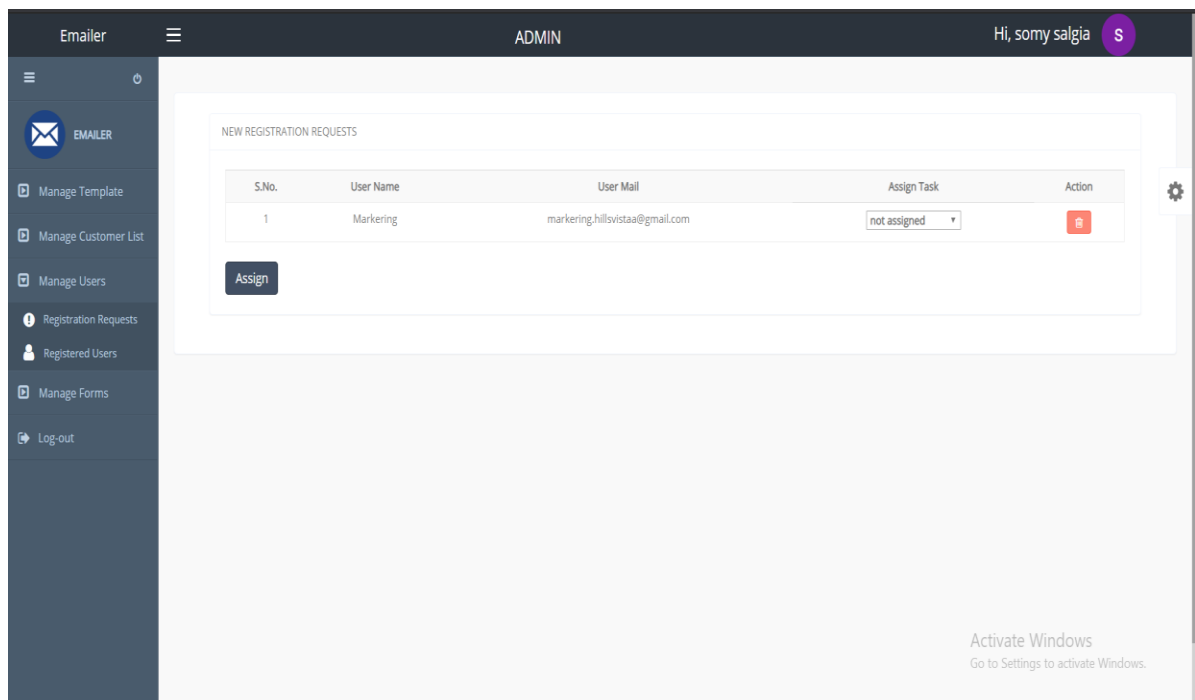 Emailer
ADMIN
Hi, somy salgia
S
EMAILER
Manage Template
Manage Customer List
Manage Users
Registration Requests
Registered Users
Manage Forms
Log-out
NEW REGISTRATION REQUESTS
S.No. User Name User Mail Assign Task Action
1 Markering markering.hillsvistaa@gmail.com not assigned
Assign
Activate Windows
Go to Settings to activate Windows.